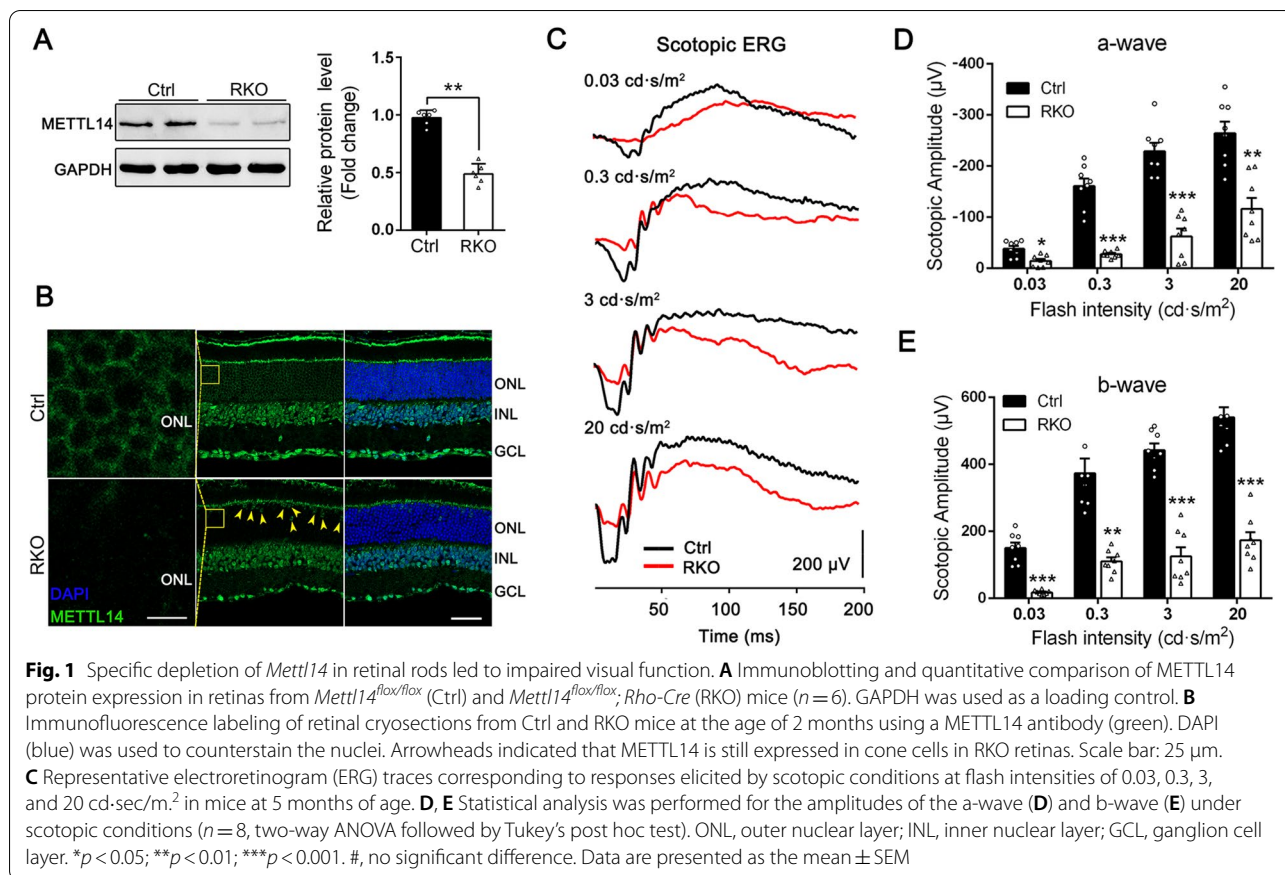 A
Ctrl
RKO
METTL14
GAPDH
Relative protein level
(Fold change)
1.5
1.0
0.5
0.0
**
Ctrl
RKO
B
Ctrl
ONL
ONL
INL
GCL
RKO
DAPI
METTL14
ONL
ONL
INL
GCL
C
Scotopic ERG
0.03 cd·s/m²
0.3 cd·s/m²
3 cd·s/m²
20 cd·s/m²
Ctrl
RKO
200 μV
50
100
150
200
Time (ms)
D
a-wave
Scotopic Amplitude (μV)
-400
-300
-200
-100
0
Ctrl
RKO
*
***
***
**
0.03
0.3
3
20
Flash intensity (cd·s/m²)
E
b-wave
Scotopic Amplitude (μV)
600
400
200
0
Ctrl
RKO
***
**
***
***
0.03
0.3
3
20
Flash intensity (cd·s/m²)
Fig. 1 Specific depletion of Mettl14 in retinal rods led to impaired visual function. A Immunoblotting and quantitative comparison of METTL14
protein expression in retinas from Mettl14flox/flox (Ctrl) and Mettl14flox/flox; Rho-Cre (RKO) mice (n = 6). GAPDH was used as a loading control. B
Immunofluorescence labeling of retinal cryosections from Ctrl and RKO mice at the age of 2 months using a METTL14 antibody (green). DAPI
(blue) was used to counterstain the nuclei. Arrowheads indicated that METTL14 is still expressed in cone cells in RKO retinas. Scale bar: 25 μm.
C Representative electroretinogram (ERG) traces corresponding to responses elicited by scotopic conditions at flash intensities of 0.03, 0.3, 3,
and 20 cd·sec/m.² in mice at 5 months of age. D, E Statistical analysis was performed for the amplitudes of the a-wave (D) and b-wave (E) under
scotopic conditions (n = 8, two-way ANOVA followed by Tukey's post hoc test). ONL, outer nuclear layer; INL, inner nuclear layer; GCL, ganglion cell
layer. *p < 0.05; **p < 0.01; ***p < 0.001. #, no significant difference. Data are presented as the mean ± SEM